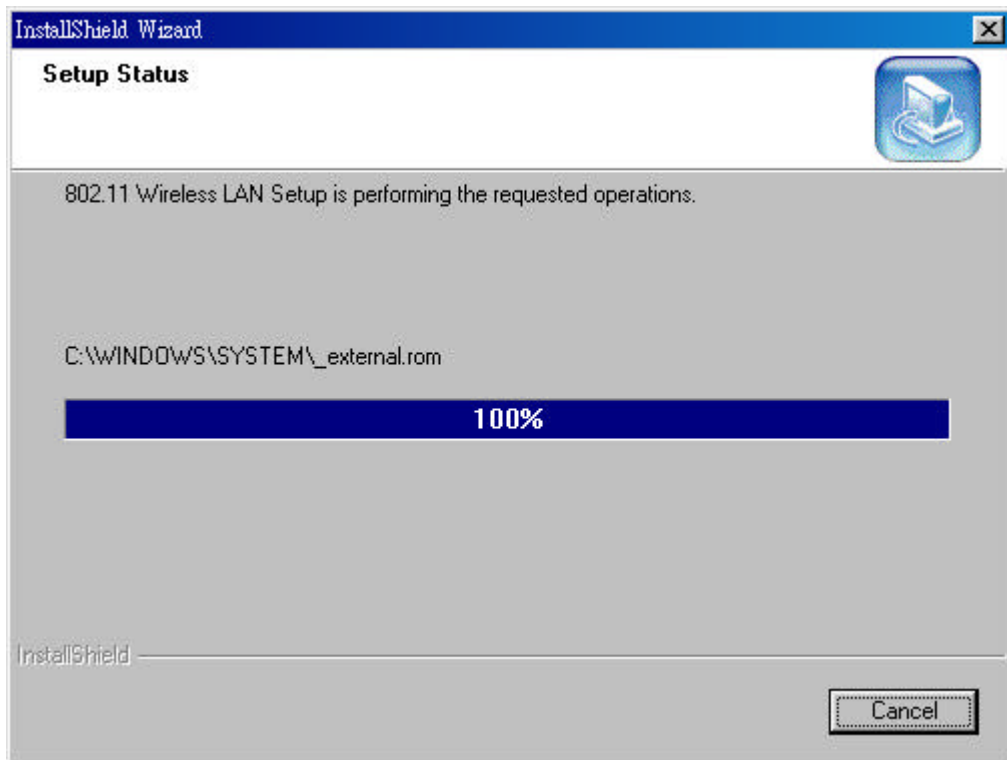 InstallShield Wizard
Setup Status
802.11 Wireless LAN Setup is performing the requested operations.
C:\WINDOWS\SYSTEM\_external.rom
100%
InstallShield
Cancel